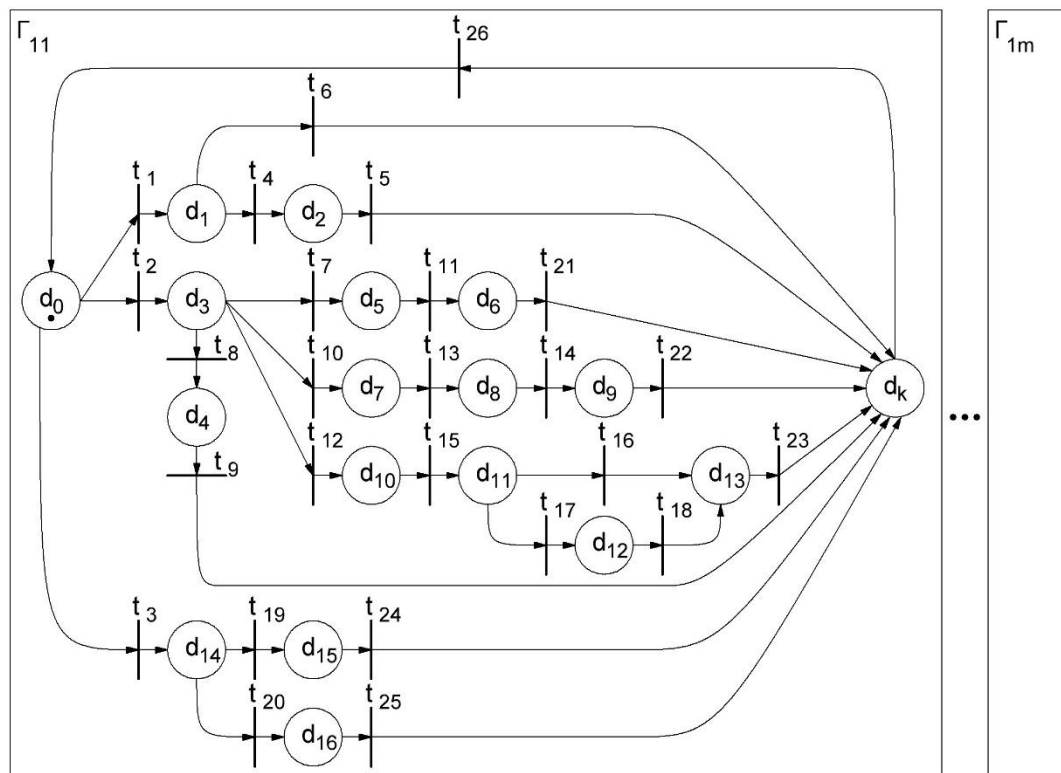 Γ11 t26 Γ1m
t6
t1 t4 t5
d1 d2
t2 t7 t11 t21
d0 d3 d5 d6
t8 t10 t13 t14 t22
d4 d7 d8 d9 dk
...
t9 t12 t15 t16 t23
d10 d11 d13
t17 t18
d12
t3 t19 t24
d14 d15
t20 t25
d16